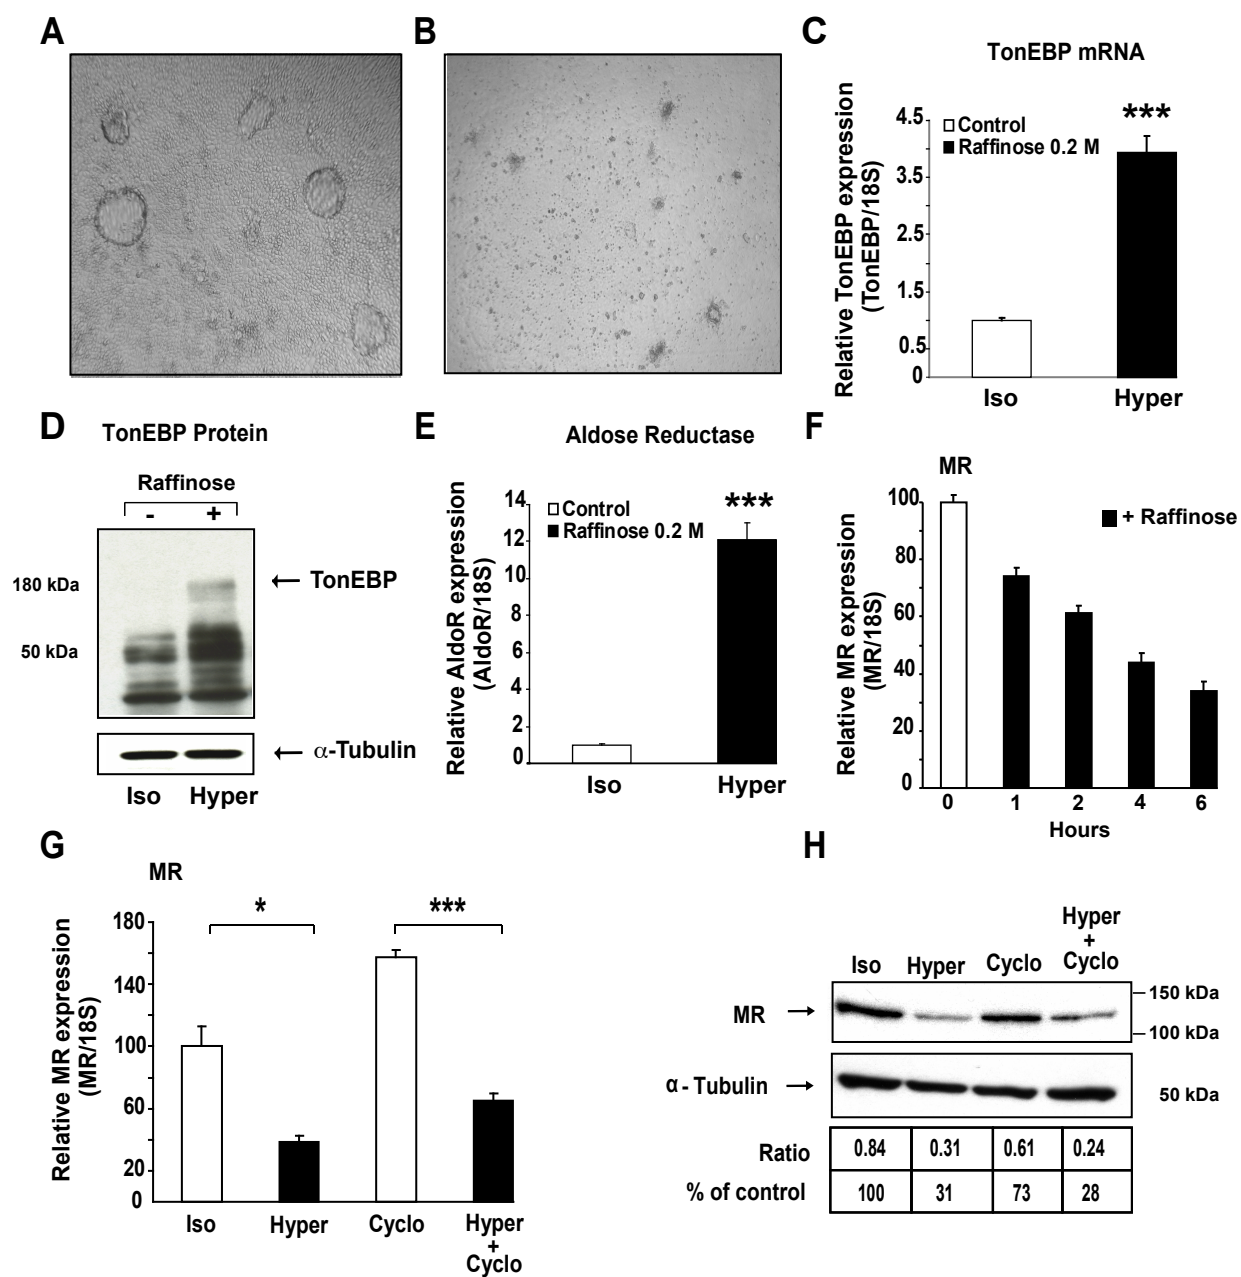 A
B
C
TonEBP mRNA
Relative TonEBP expression
(TonEBP/18S)
4.5
3.5
2.5
1.5
0.5
0
Control
Raffinose 0.2 M
***
Iso
Hyper
D
TonEBP Protein
Raffinose
- +
180 kDa
50 kDa
TonEBP
α-Tubulin
Iso Hyper
E
Aldose Reductase
Relative AldoR expression
(AldoR/18S)
14
12
10
8
6
4
2
0
Control
Raffinose 0.2 M
***
Iso
Hyper
F
MR
Relative MR expression
(MR/18S)
100
80
60
40
20
0
+ Raffinose
0 1 2 4 6
Hours
G
MR
Relative MR expression
(MR/18S)
180
140
100
60
20
0
*
***
Iso
Hyper
Cyclo
Hyper
+
Cyclo
H
Iso
Hyper
Cyclo
Hyper
+
Cyclo
MR
150 kDa
100 kDa
α- Tubulin
50 kDa
Ratio 0.84 0.31 0.61 0.24
% of control 100 31 73 28